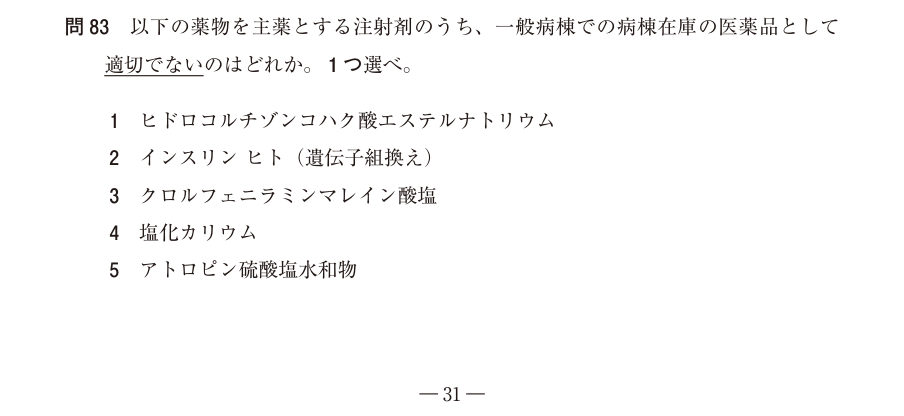 問 83 以下の薬物を主薬とする注射剤のうち、一般病棟での病棟在庫の医薬品として
適切でないのはどれか。1つ選べ。
1 ヒドロコルチゾンコハク酸エステルナトリウム
2 インスリン ヒト（遺伝子組換え）
3 クロルフェニラミンマレイン酸塩
4 塩化カリウム
5 アトロピン硫酸塩水和物
— 31 —